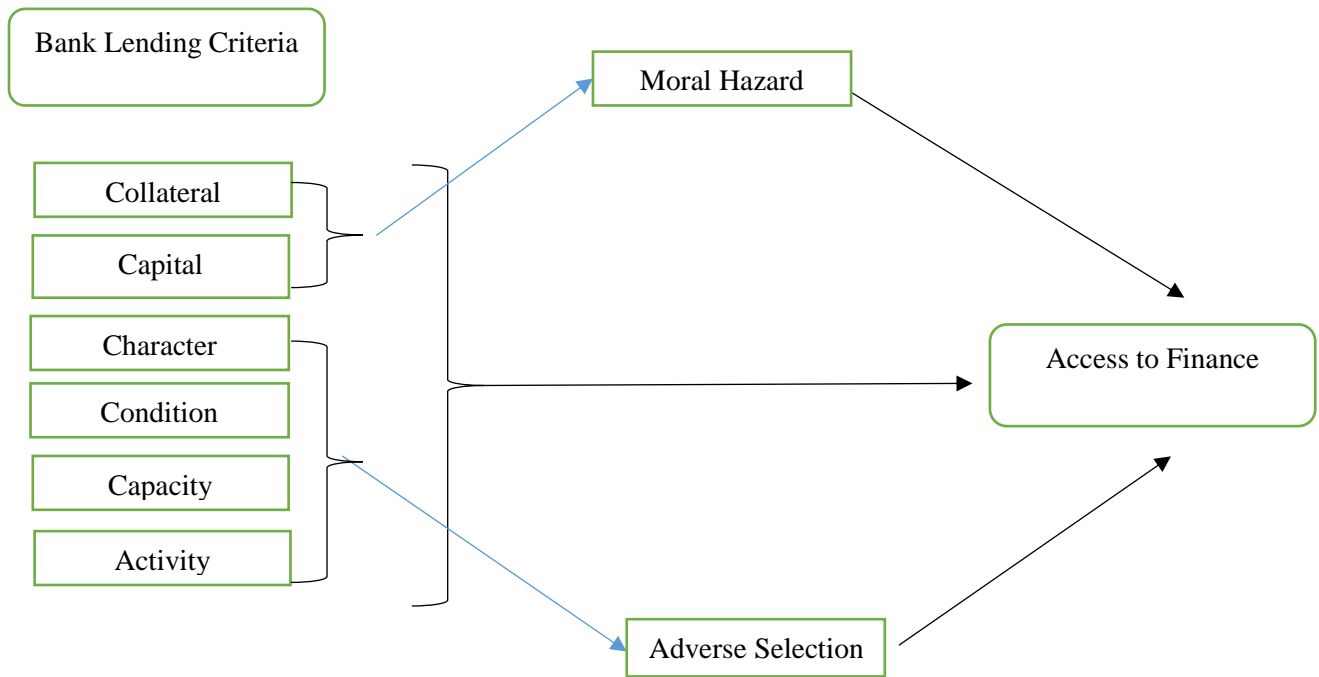 Bank Lending Criteria
Moral Hazard
Collateral
Capital
Character
Condition
Capacity
Activity
Access to Finance
Adverse Selection